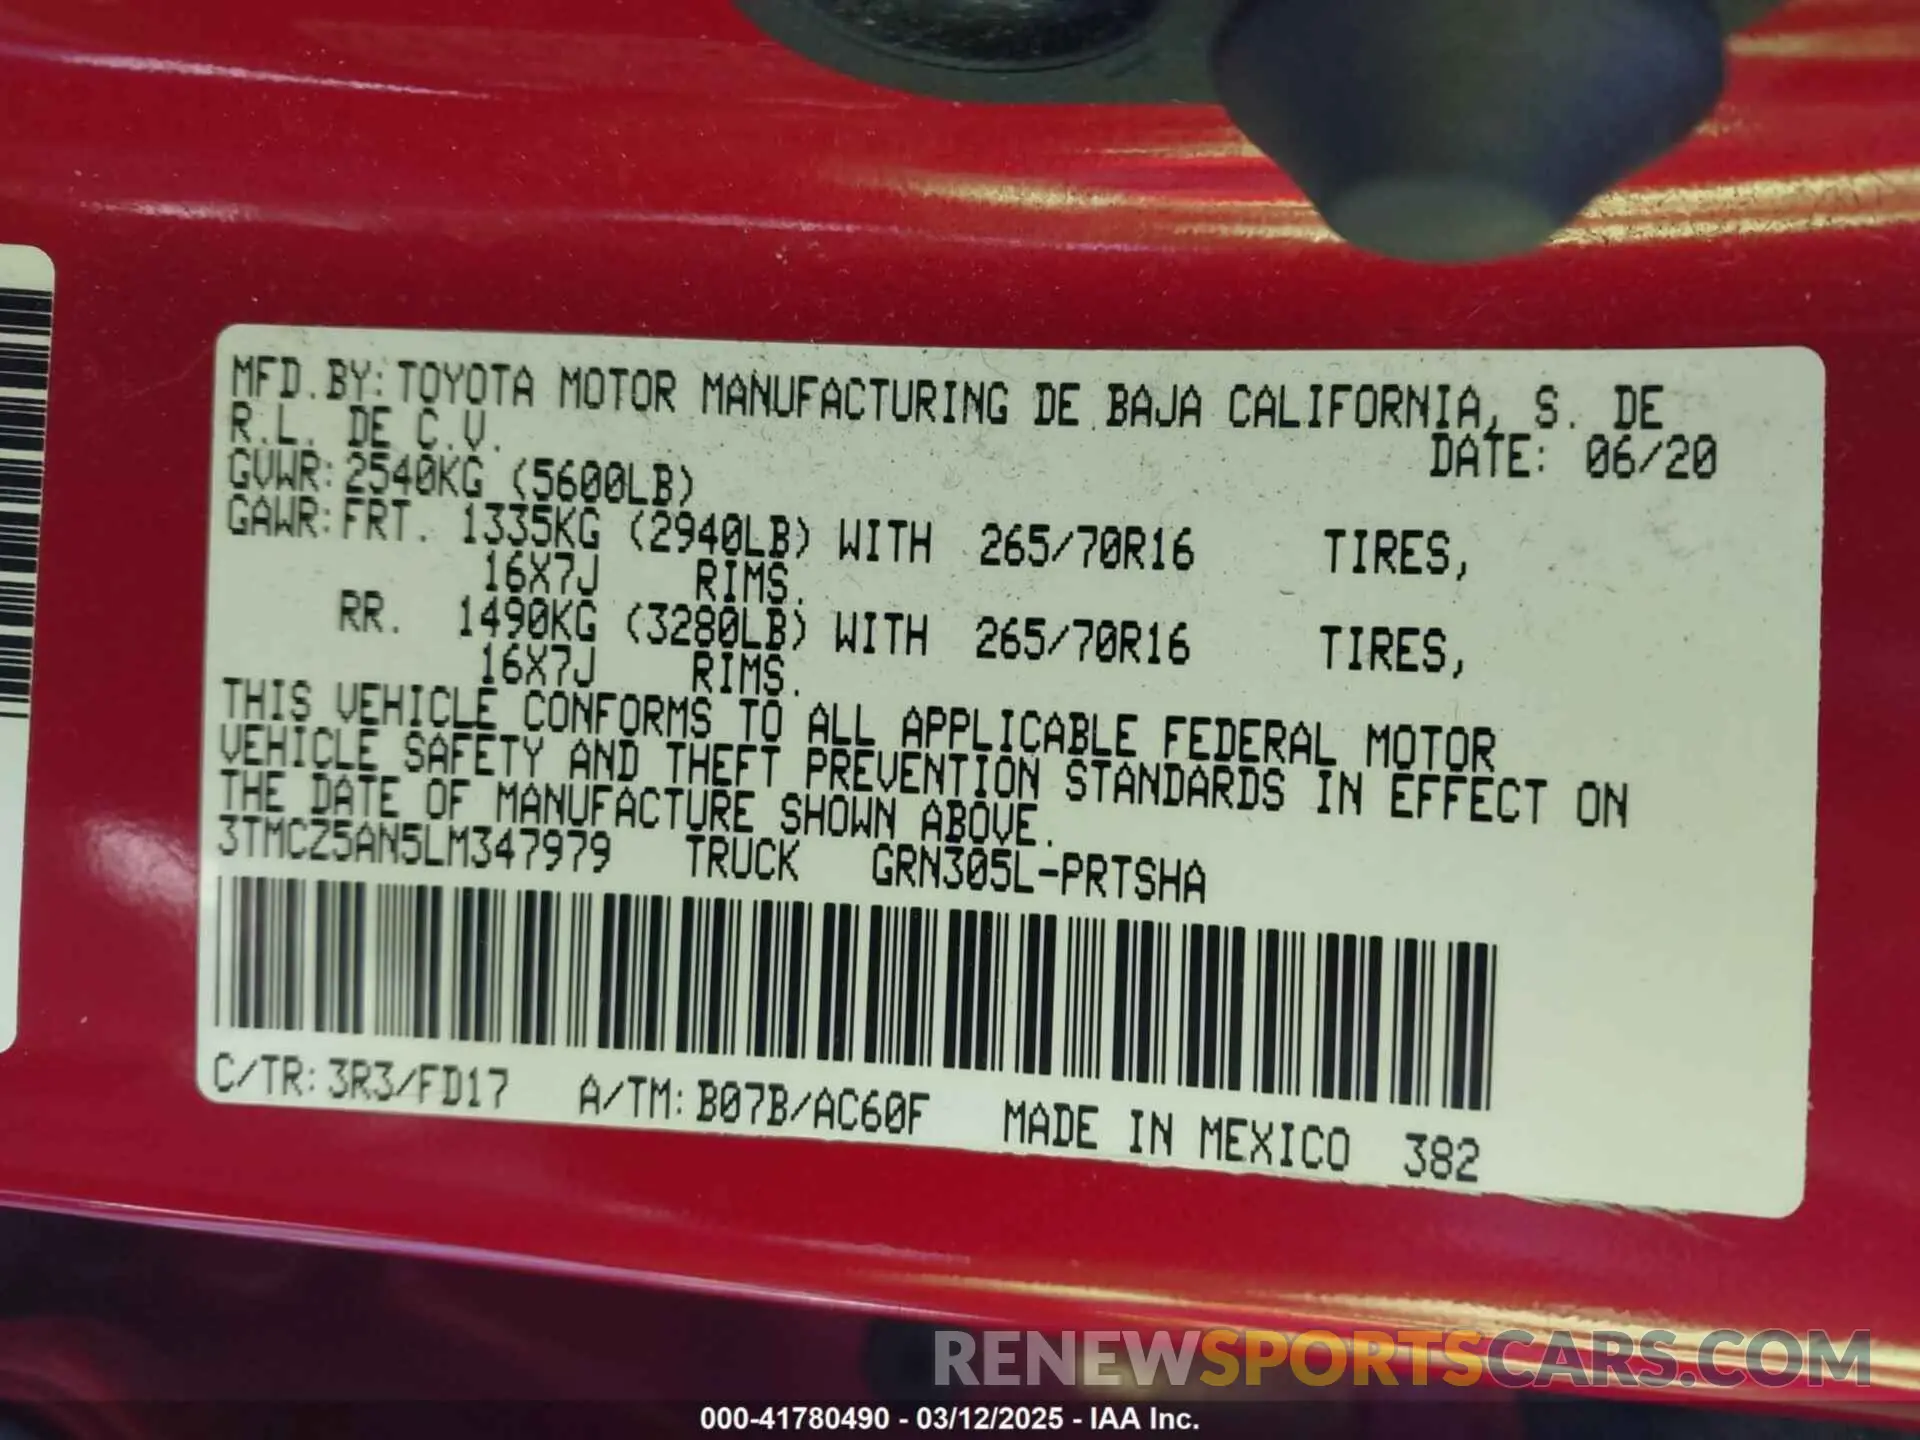 MFD.BY:TOYOTA MOTOR MANUFACTURING DE BAJA CALIFORNIA, S. DE
R.L. DE C.V.
DATE: 06/20
GVWR:2540KG (5600LB)
GAWR:FRT. 1335KG (2940LB) WITH 265/70R16 TIRES,
16X7J RIMS.
RR. 1490KG (3280LB) WITH 265/70R16 TIRES,
16X7J RIMS.
THIS VEHICLE CONFORMS TO ALL APPLICABLE FEDERAL MOTOR
VEHICLE SAFETY AND THEFT PREVENTION STANDARDS IN EFFECT ON
THE DATE OF MANUFACTURE SHOWN ABOVE.
3TMCZ5AN5LM347979 TRUCK GRN305L-PRTSHA
C/TR:3R3/FD17 A/TM:B07B/AC60F MADE IN MEXICO 382
RENEWSPORTSCARS.COM
000-41780490 - 03/12/2025 - IAA Inc.